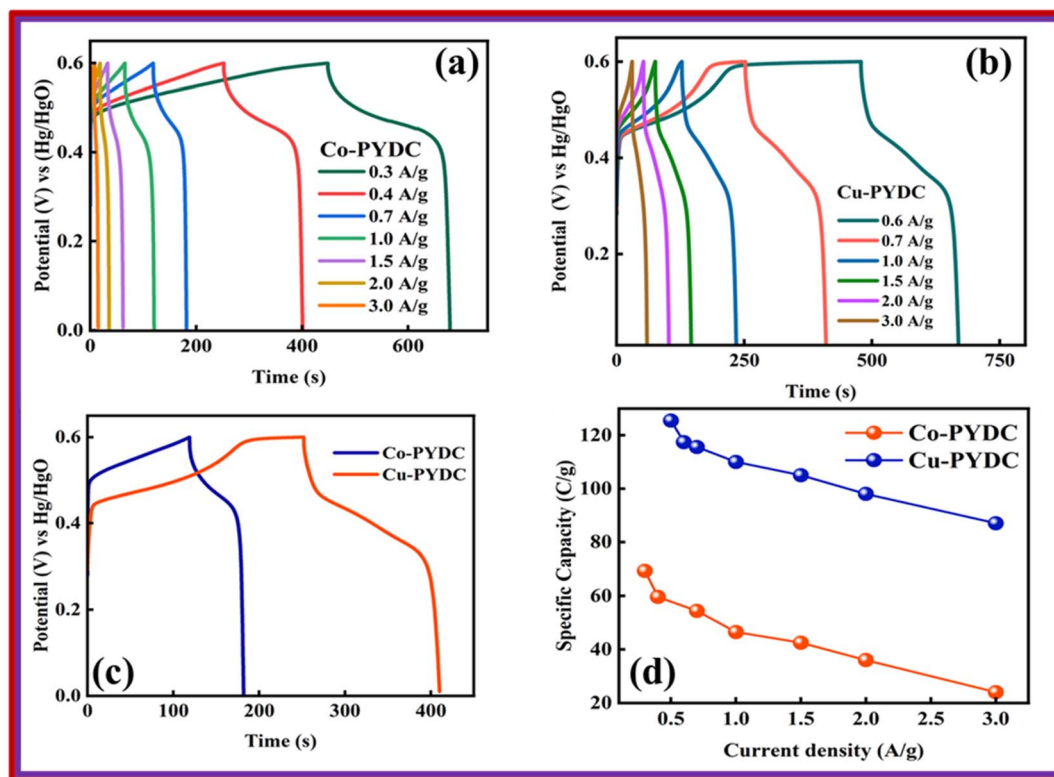 (a)
Potential (V) vs (Hg/HgO)
0.6
0.4
0.2
0.0
Co-PYDC
0.3 A/g
0.4 A/g
0.7 A/g
1.0 A/g
1.5 A/g
2.0 A/g
3.0 A/g
0 200 400 600
Time (s)
(b)
Potential (V) vs Hg/HgO
0.6
0.4
0.2
Cu-PYDC
0.6 A/g
0.7 A/g
1.0 A/g
1.5 A/g
2.0 A/g
3.0 A/g
0 250 500 750
Time (s)
(c)
Potential (V) vs Hg/HgO
0.6
0.4
0.2
0.0
Co-PYDC
Cu-PYDC
0 100 200 300 400
Time (s)
(d)
Specific Capacity (C/g)
120
100
80
60
40
20
Co-PYDC
Cu-PYDC
0.5 1.0 1.5 2.0 2.5 3.0
Current density (A/g)